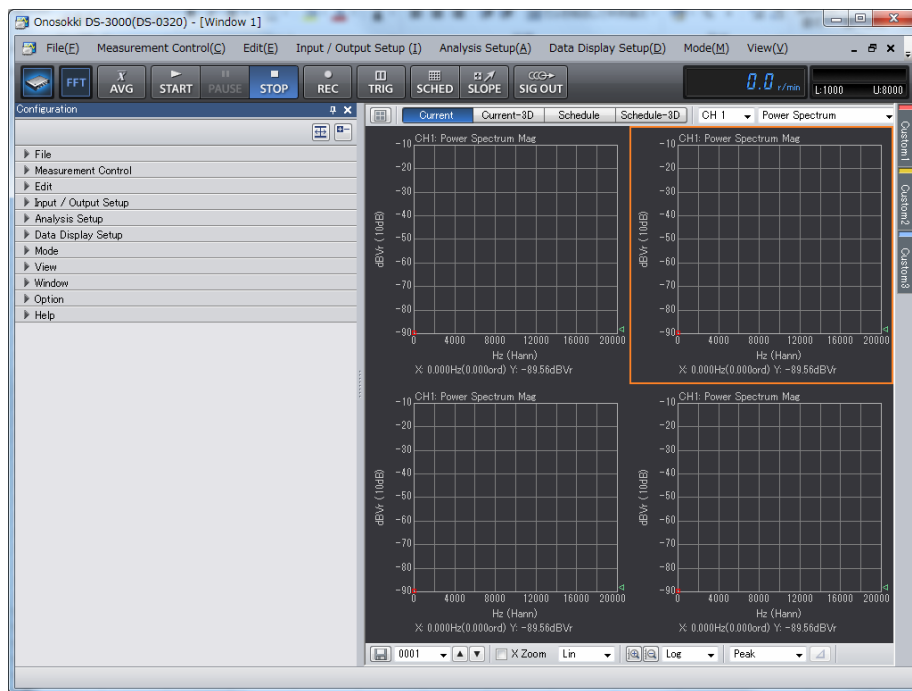 Onosokki DS-3000(DS-0320) - [Window 1]
File(F) Measurement Control(C) Edit(E) Input / Output Setup (I) Analysis Setup(A) Data Display Setup(D) Mode(M) View(V)
FFT X AVG START PAUSE STOP REC TRIG SCHED SLOPE SIG OUT 0.0 r/min L:1000 U:8000
Configuration
File
Measurement Control
Edit
Input / Output Setup
Analysis Setup
Data Display Setup
Mode
View
Window
Option
Help
Current Current-3D Schedule Schedule-3D CH 1 Power Spectrum
Custom1
Custom2
Custom3
CH1: Power Spectrum Mag
-10
-20
-30
-40
-50
-60
-70
-80
-90
dBVr (10dB)
0 4000 8000 12000 16000 20000
Hz (Hann)
X: 0.000Hz(0.000ord) Y: -89.56dBVr
CH1: Power Spectrum Mag
-10
-20
-30
-40
-50
-60
-70
-80
-90
dBVr (10dB)
0 4000 8000 12000 16000 20000
Hz (Hann)
X: 0.000Hz(0.000ord) Y: -89.56dBVr
CH1: Power Spectrum Mag
-10
-20
-30
-40
-50
-60
-70
-80
-90
dBVr (10dB)
0 4000 8000 12000 16000 20000
Hz (Hann)
X: 0.000Hz(0.000ord) Y: -89.56dBVr
CH1: Power Spectrum Mag
-10
-20
-30
-40
-50
-60
-70
-80
-90
dBVr (10dB)
0 4000 8000 12000 16000 20000
Hz (Hann)
X: 0.000Hz(0.000ord) Y: -89.56dBVr
0001 X Zoom Lin Log Peak